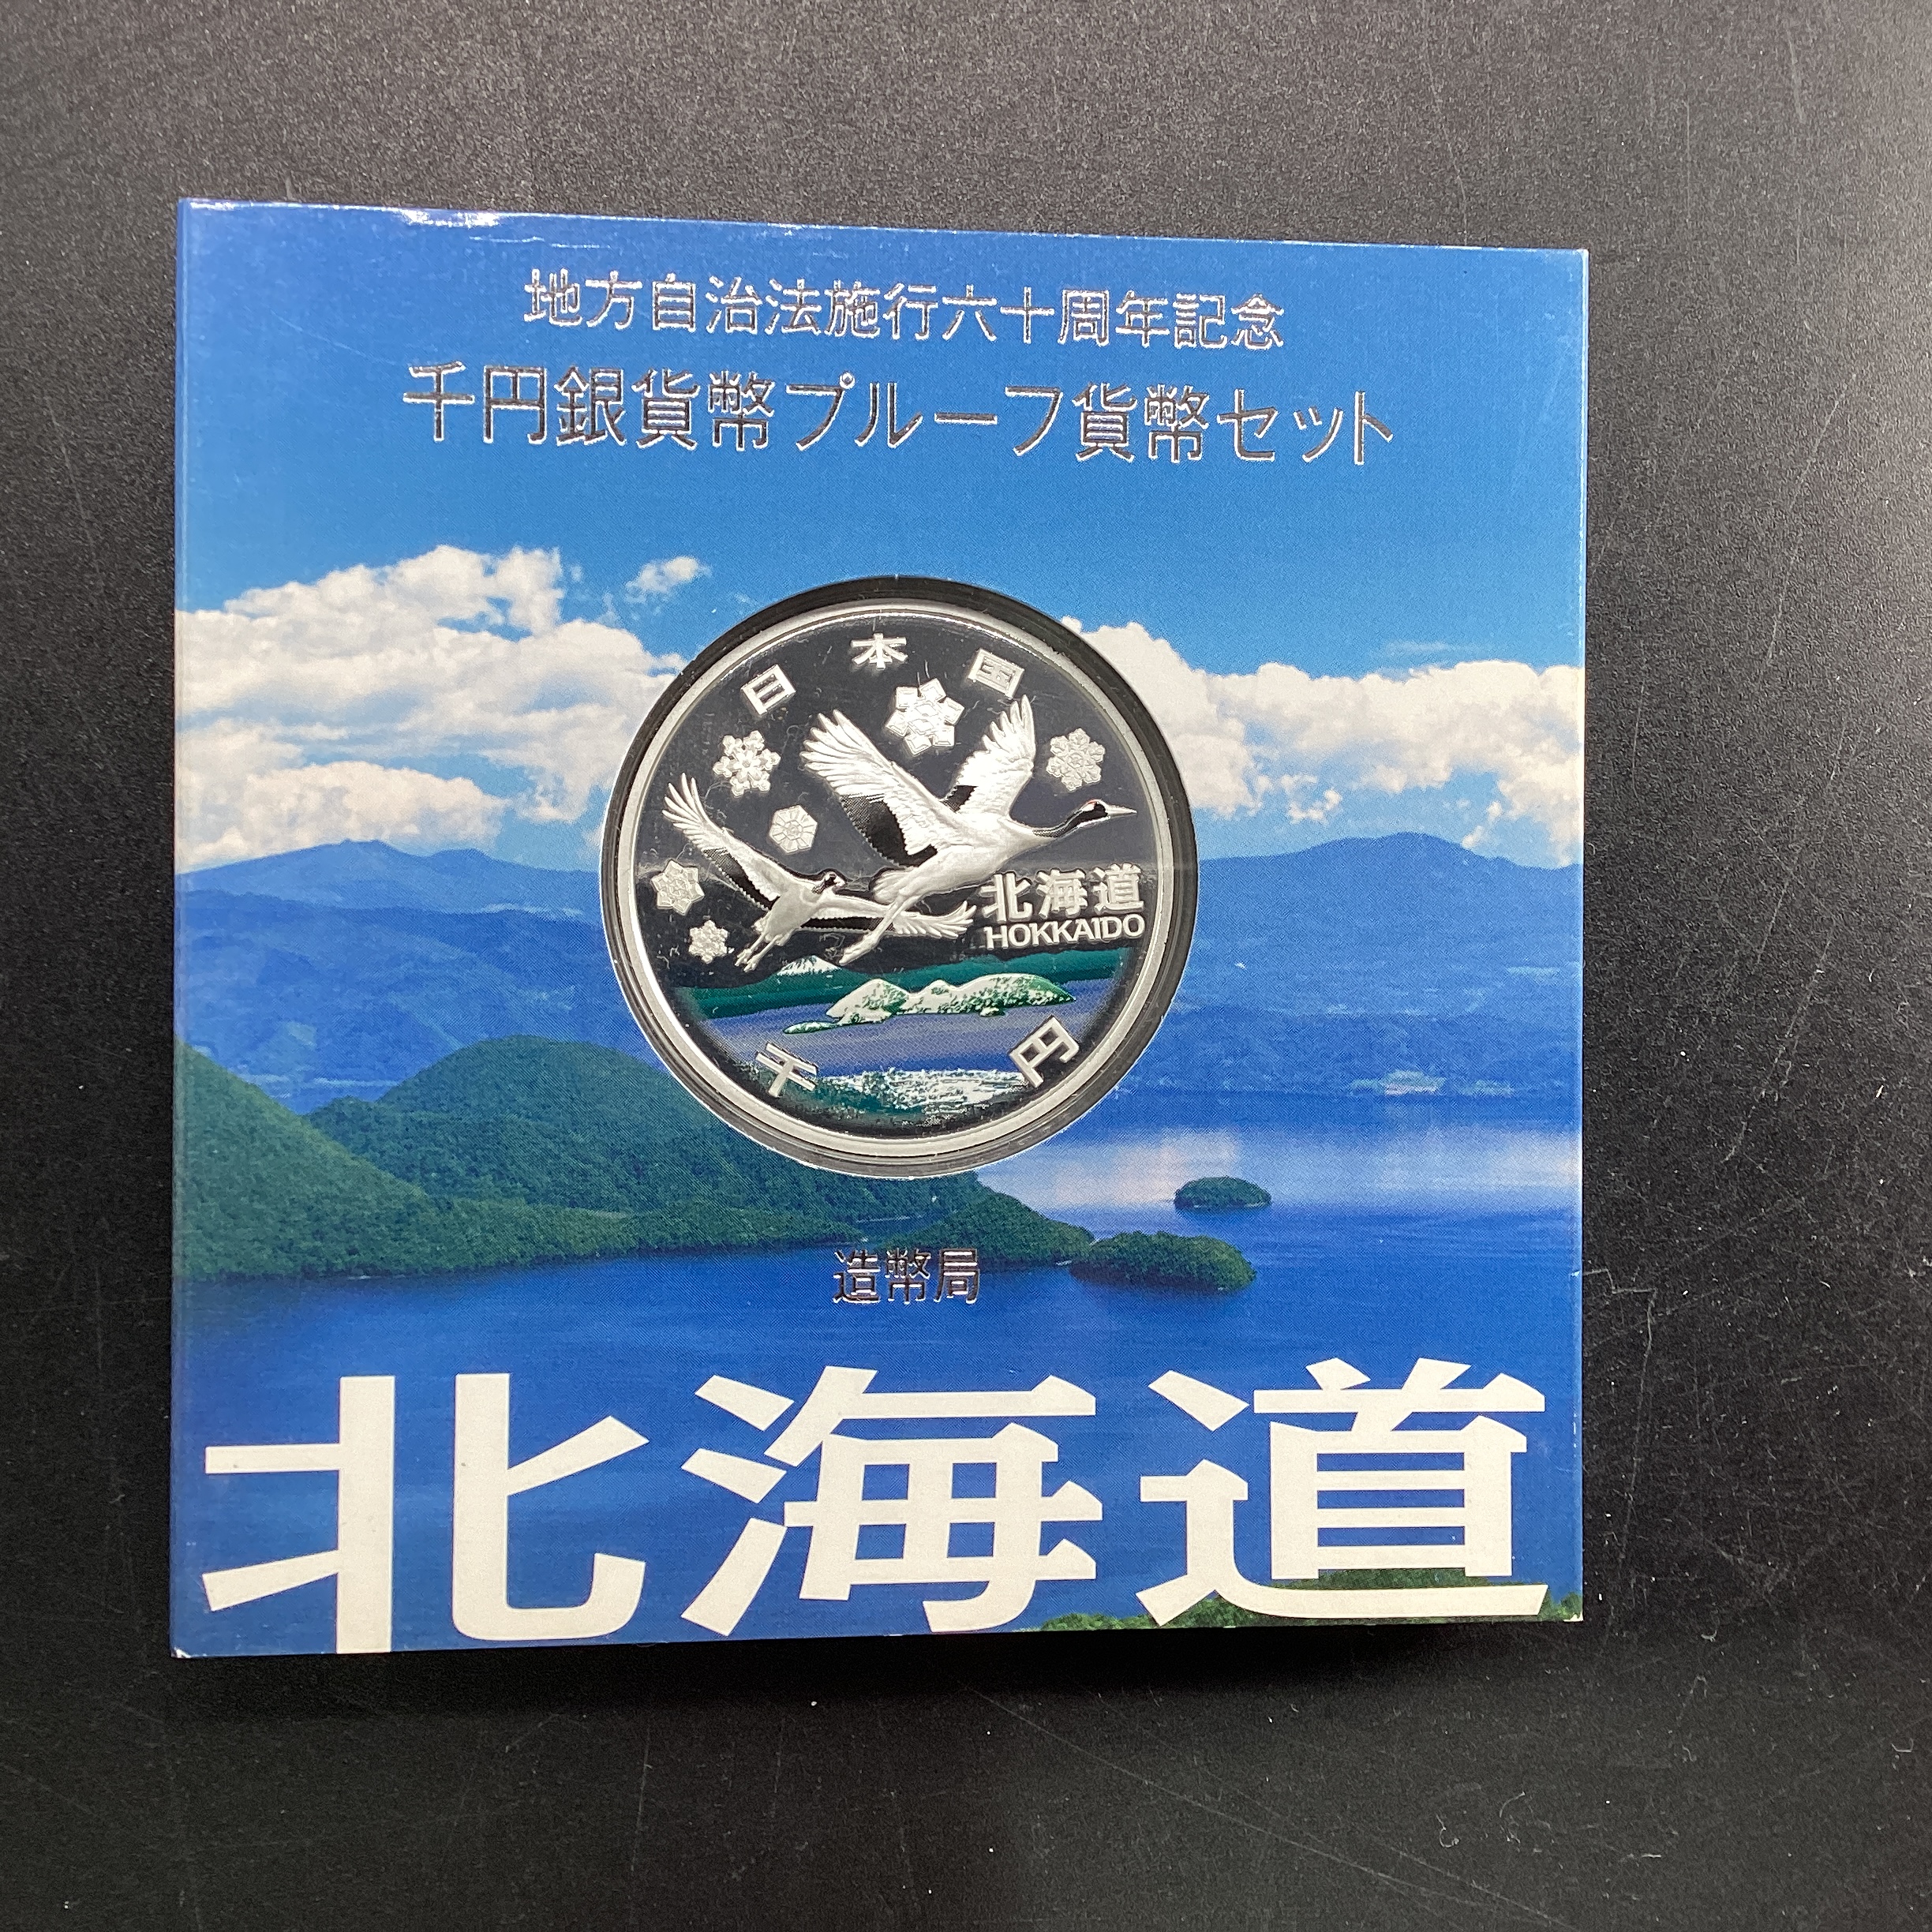 地方自治法施行六十周年記念
千円銀貨幣プルーフ貨幣セット
日本国
北海道
HOKKAIDO
千円
造幣局
北海道